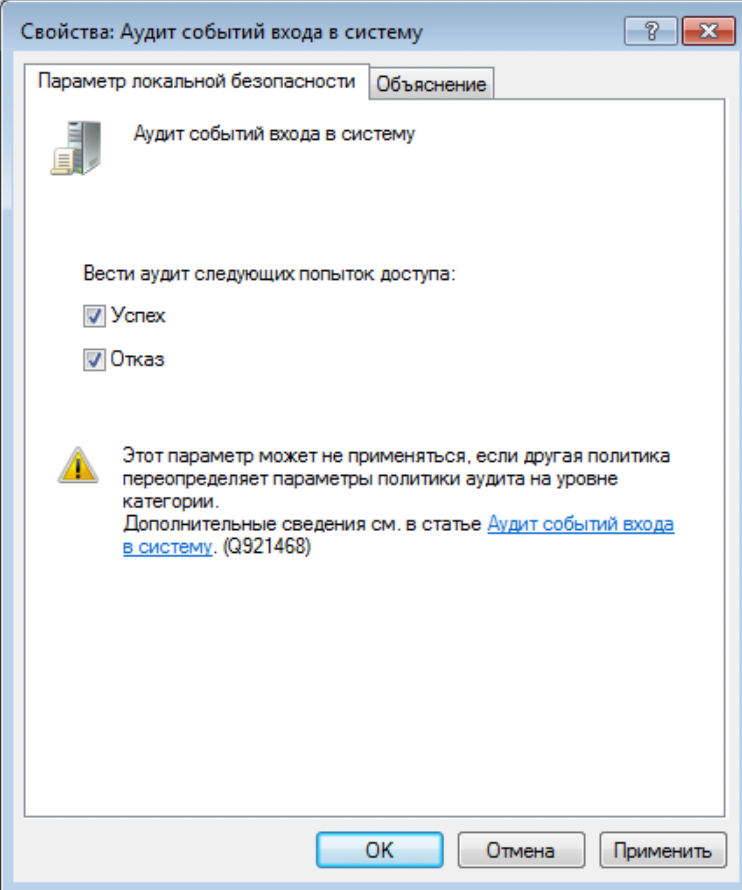 Свойства: Аудит событий входа в систему
Параметр локальной безопасности
Объяснение
Аудит событий входа в систему
Вести аудит следующих попыток доступа:
Успех
Отказ
Этот параметр может не применяться, если другая политика
переопределяет параметры политики аудита на уровне
категории.
Дополнительные сведения см. в статье Аудит событий входа
в систему. (Q921468)
OK
Отмена
Применить